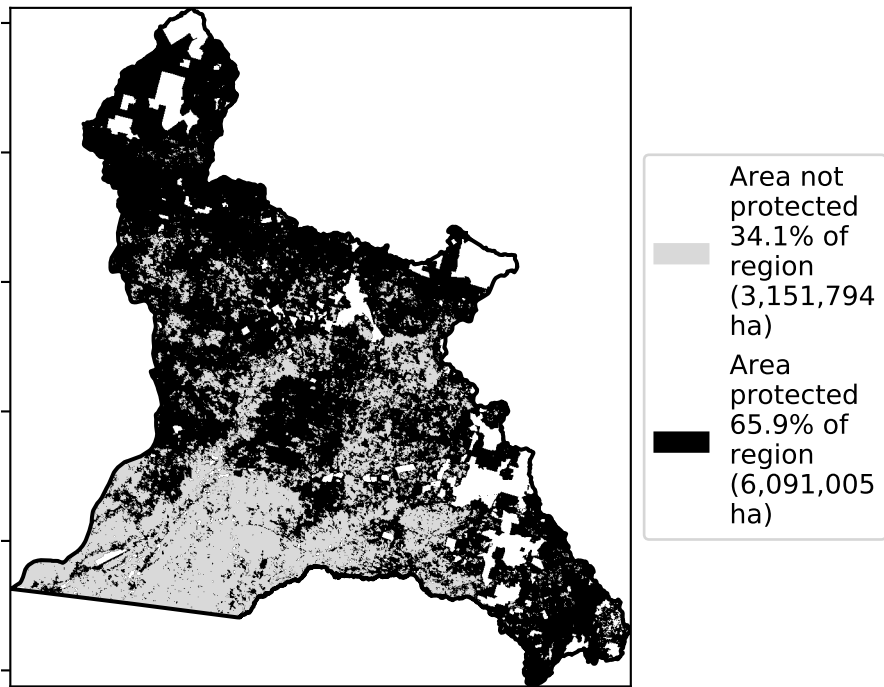 Area not
protected
34.1% of
region
(3,151,794
ha)
Area
protected
65.9% of
region
(6,091,005
ha)